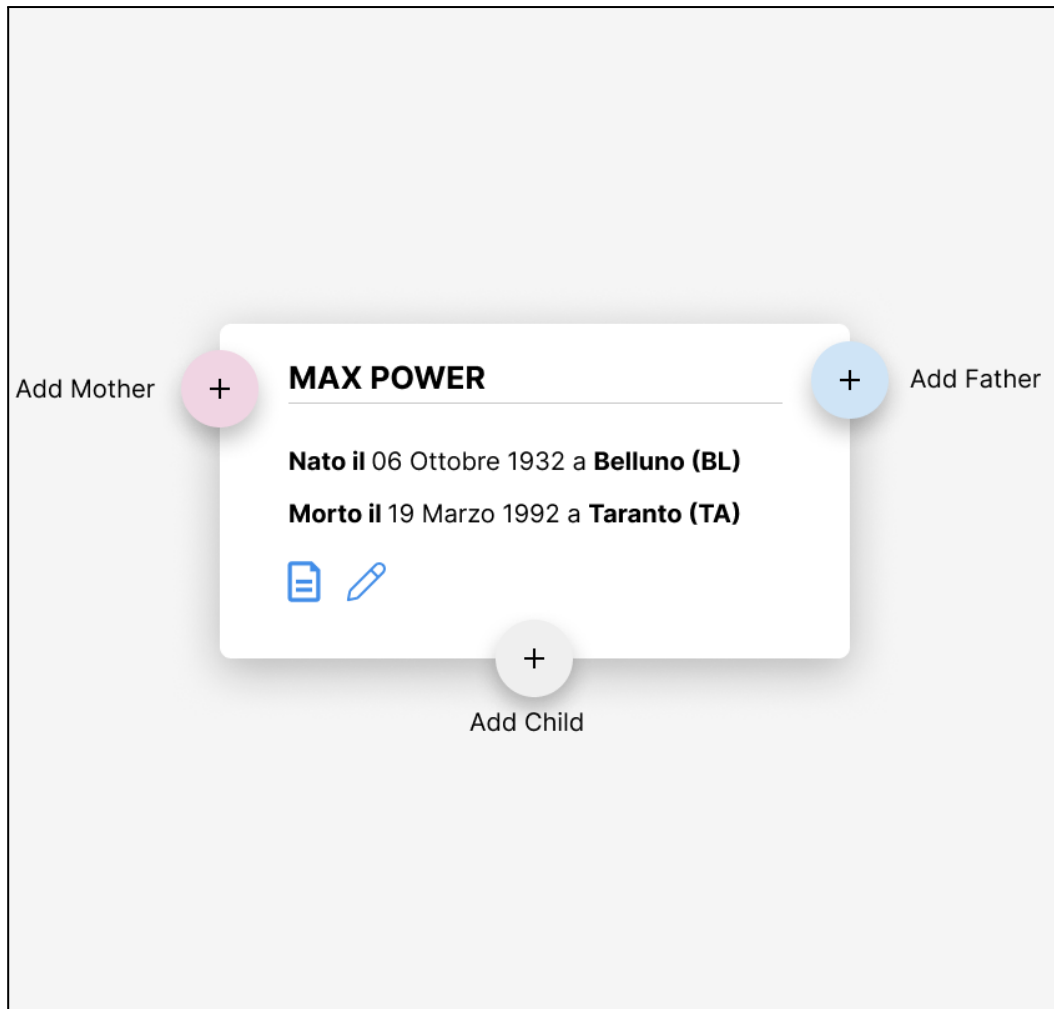 MAX POWER
Add Mother
+
+
Add Father
Nato il 06 Ottobre 1932 a Belluno (BL)
Morto il 19 Marzo 1992 a Taranto (TA)
+
Add Child